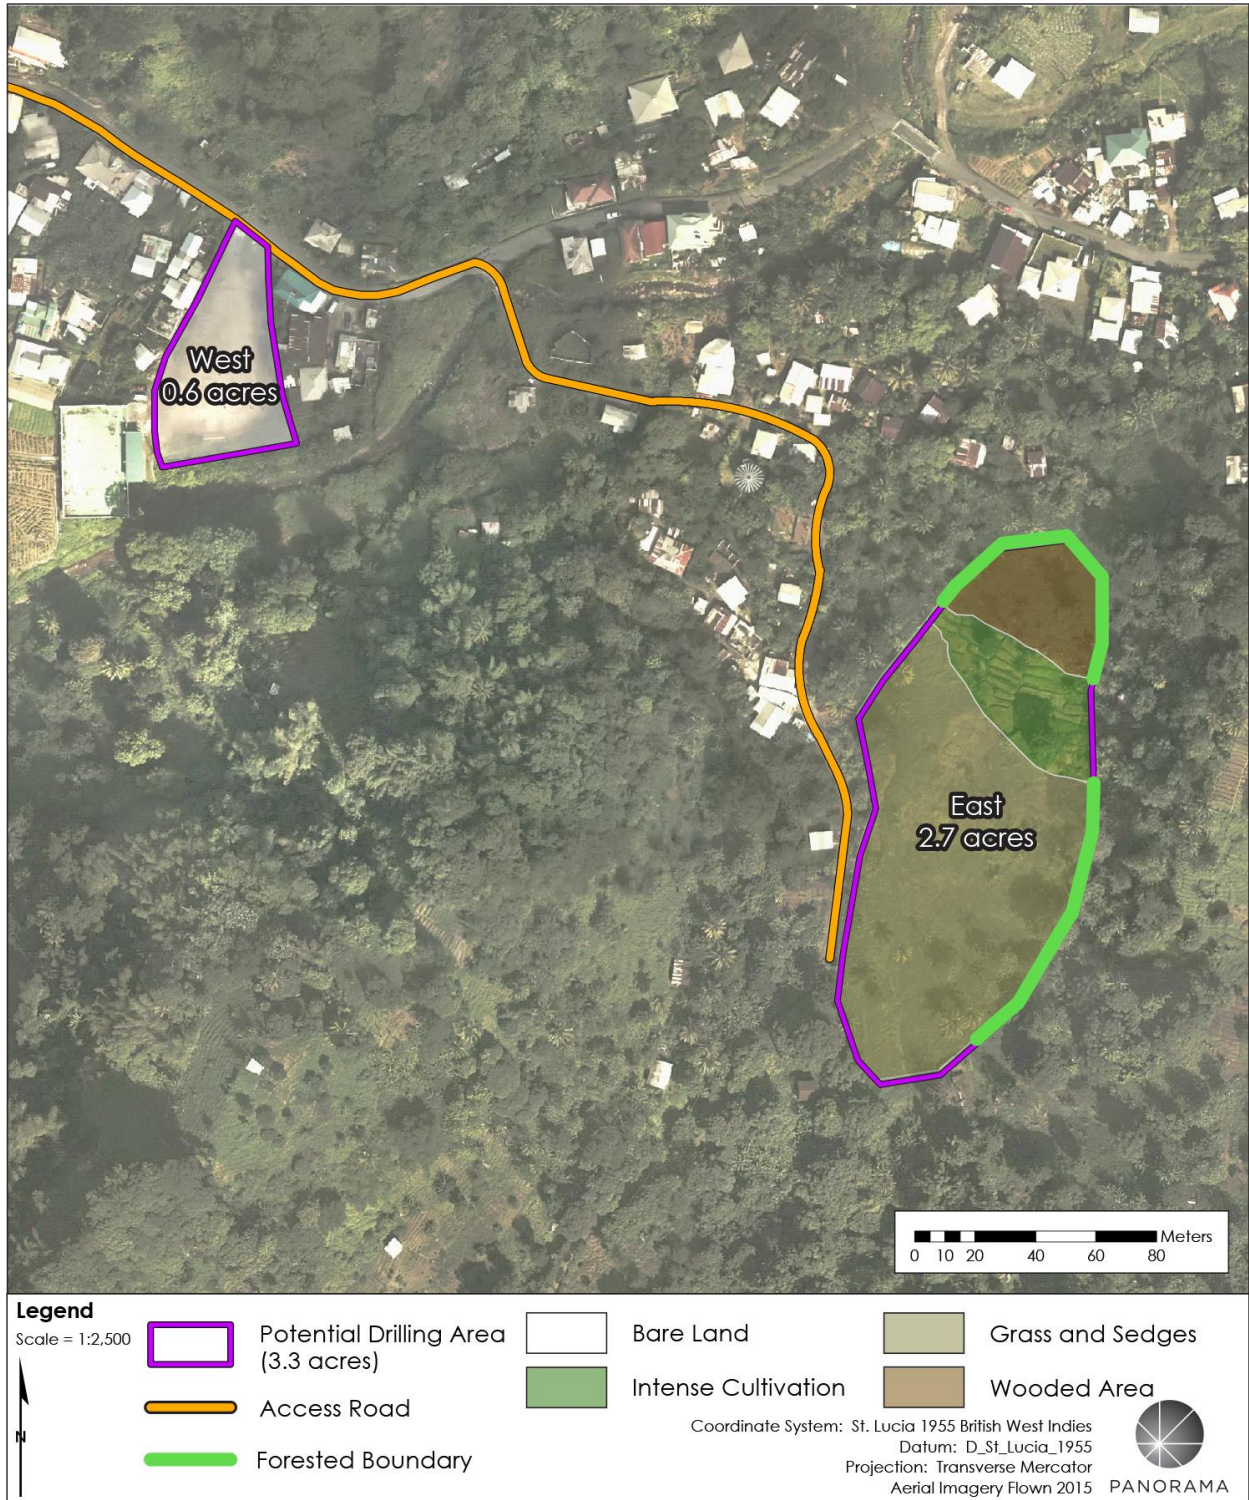 West
0.6 acres
East
2.7 acres
Meters
0 10 20 40 60 80
Legend
Scale = 1:2,500
N
Potential Drilling Area
(3.3 acres)
Access Road
Forested Boundary
Bare Land
Intense Cultivation
Grass and Sedges
Wooded Area
Coordinate System: St. Lucia 1955 British West Indies
Datum: D_St_Lucia_1955
Projection: Transverse Mercator
Aerial Imagery Flown 2015
PANORAMA